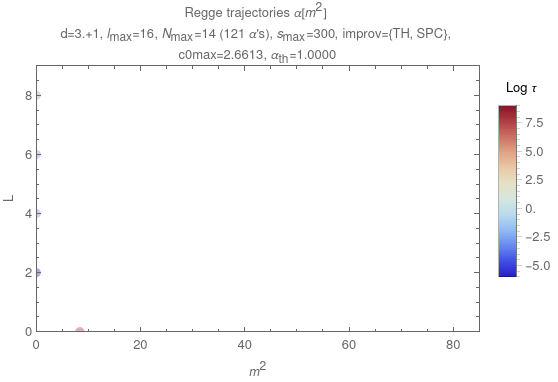 Regge trajectories α[m²]
d=3.+1, lmax=16, Nmax=14 (121 α's), smax=300, improv={TH, SPC},
c0max=2.6613, αth=1.0000
Log τ
8
6
4
2
0
L
0 20 40 60 80
m²
7.5
5.0
2.5
0.
−2.5
−5.0